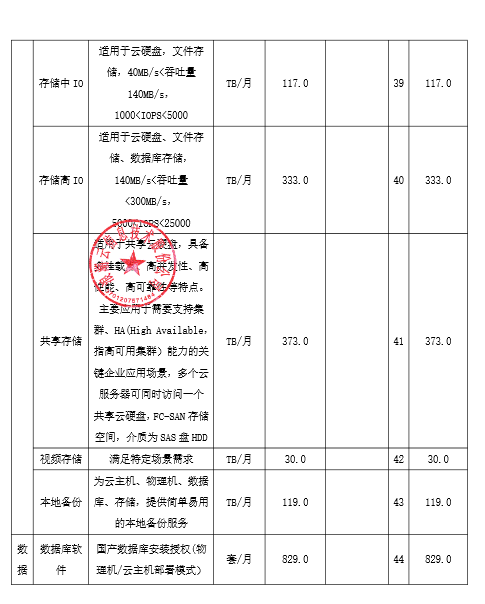 适用于云硬盘，文件存
储，40MB/s<吞吐量
存储中IO TB/月 117.0 39 117.0
140MB/s,
1000<IOPS<5000
适用于云硬盘、文件存
储、数据库存储，
存储高IO 140MB/s<吞吐量 TB/月 333.0 40 333.0
<300MB/s,
5000<IOPS<25000
适用于共享云硬盘，具备
高并发性、高
性能、高可靠性等特点。
主要应用于需要支持集
群、HA(High Available,
共享存储 指高可用集群）能力的关 TB/月 373.0 41 373.0
键企业应用场景，多个云
服务器可同时访问一个
共享云硬盘,FC-SAN存储
空间，介质为SAS盘HDD
视频存储 满足特定场景需求 TB/月 30.0 42 30.0
为云主机、物理机、数据
本地备份 库、存储，提供简单易用 TB/月 119.0 43 119.0
的本地备份服务
数 数据库软 国产数据库安装授权(物 套/月 829.0 44 829.0
据 件 理机/云主机部署模式）